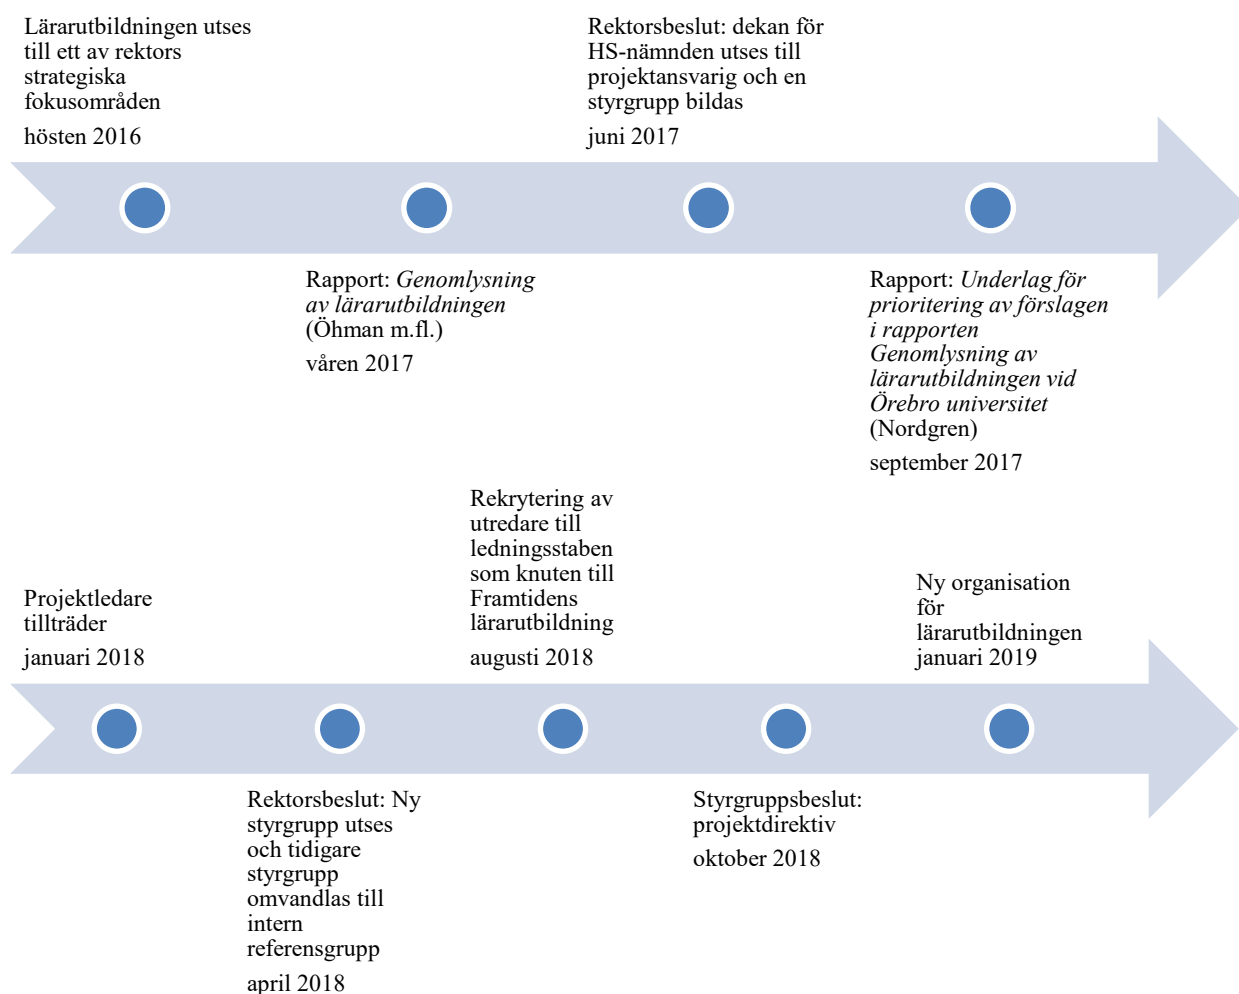 Lärarutbildningen utses
till ett av rektors
strategiska
fokusområden
hösten 2016
Rapport: Genomlysning
av lärarutbildningen
(Öhman m.fl.)
våren 2017
Rektorsbeslut: dekan för
HS-nämnden utses till
projektansvarig och en
styrgrupp bildas
juni 2017
Rapport: Underlag för
prioritering av förslagen
i rapporten
Genomlysning av
lärarutbildningen vid
Örebro universitet
(Nordgren)
september 2017
Projektledare
tillträder
januari 2018
Rektorsbeslut: Ny
styrgrupp utses
och tidigare
styrgrupp
omvandlas till
intern
referensgrupp
april 2018
Rekrytering av
utredare till
ledningsstaben
som knuten till
Framtidens
lärarutbildning
augusti 2018
Styrgruppsbeslut:
projektdirektiv
oktober 2018
Ny organisation
för
lärarutbildningen
januari 2019